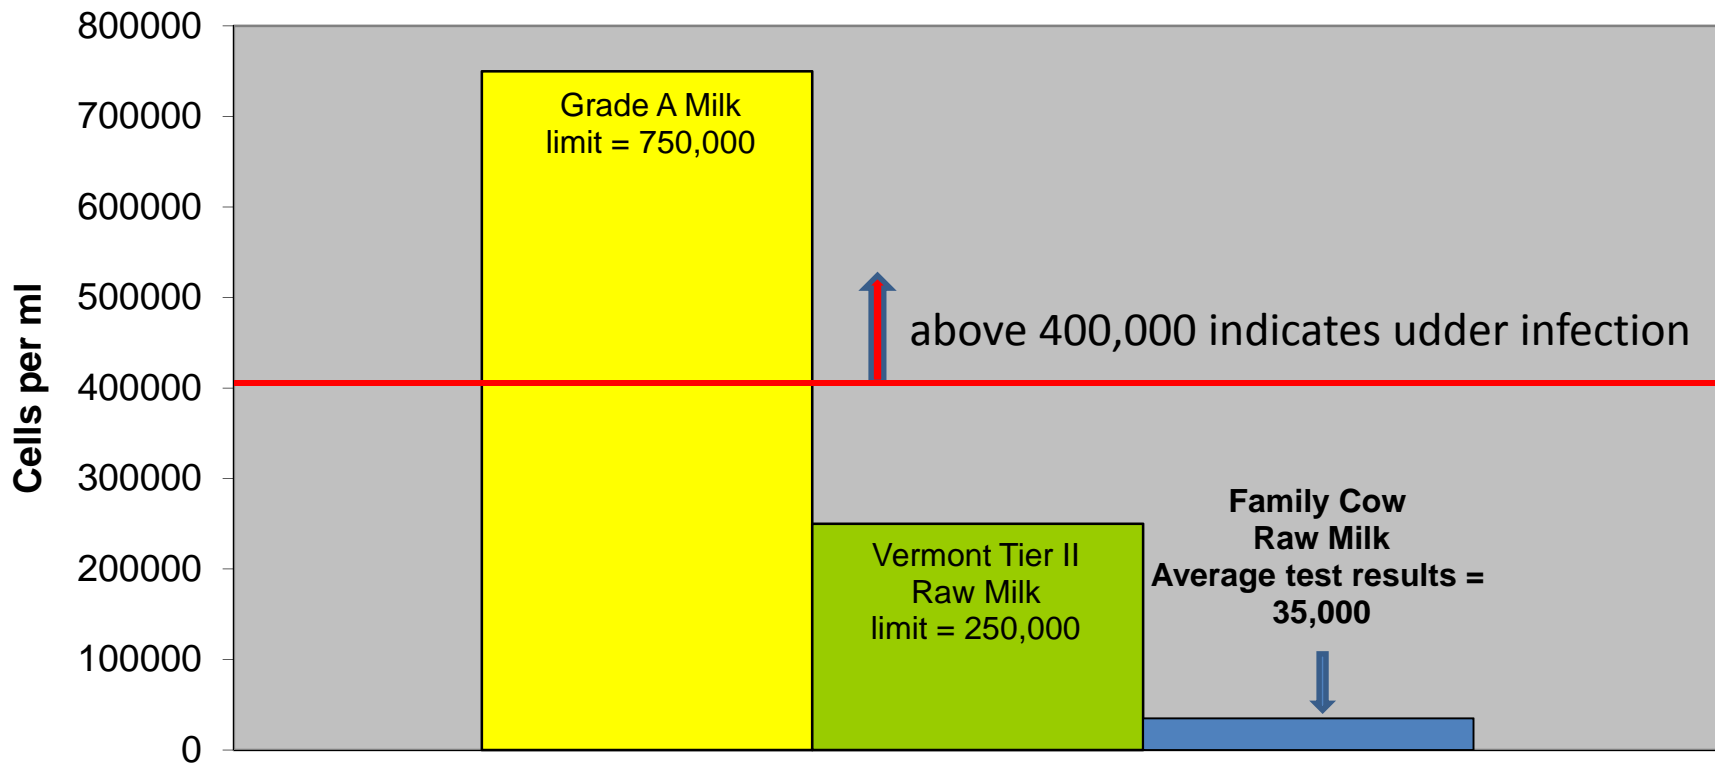 800000
700000
600000
500000
400000
300000
200000
100000
0
Cells per ml
Grade A Milk
limit = 750,000
above 400,000 indicates udder infection
Vermont Tier II
Raw Milk
limit = 250,000
Family Cow
Raw Milk
Average test results =
35,000